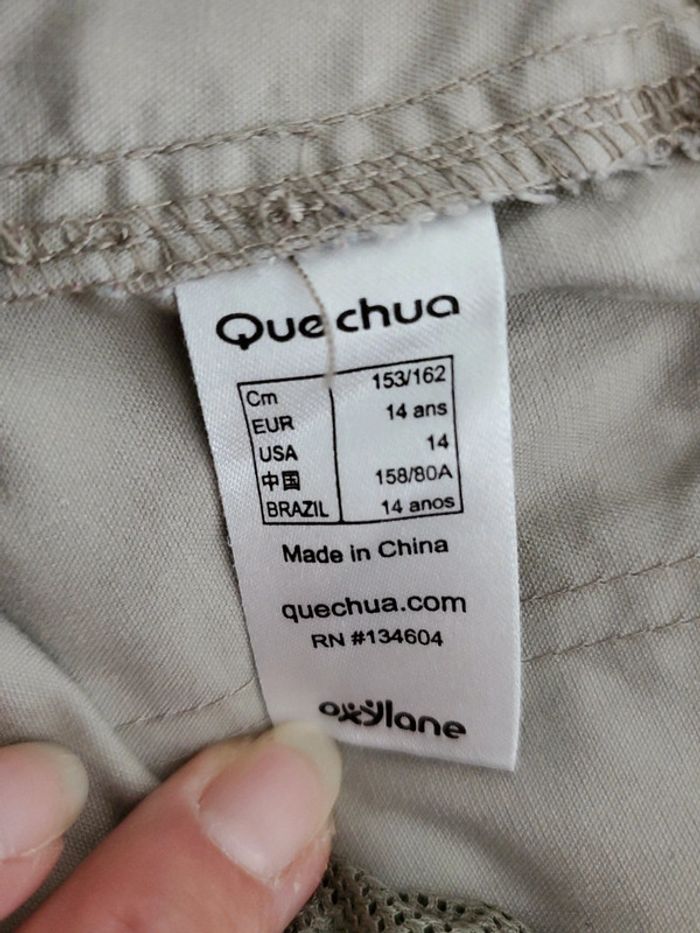 Quechua
Cm 153/162
EUR 14 ans
USA 14
中国 158/80A
BRAZIL 14 anos
Made in China
quechua.com
RN #134604
oxylane